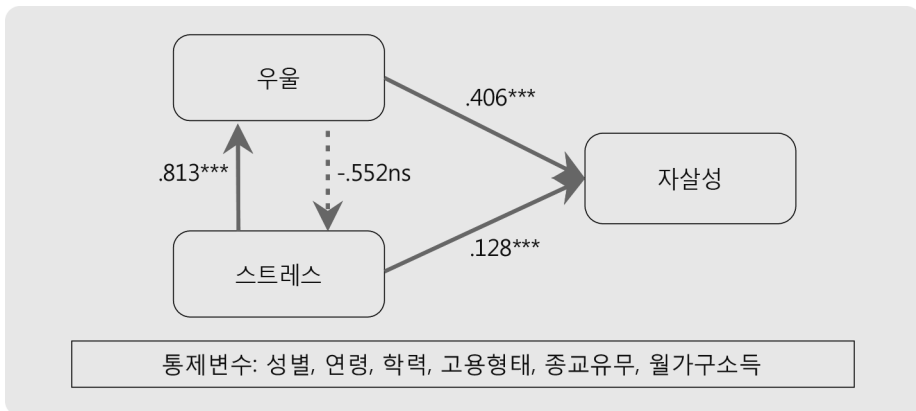 우울
.406***
.813***
-.552ns
자살성
.128***
스트레스
통제변수: 성별, 연령, 학력, 고용형태, 종교유무, 월가구소득